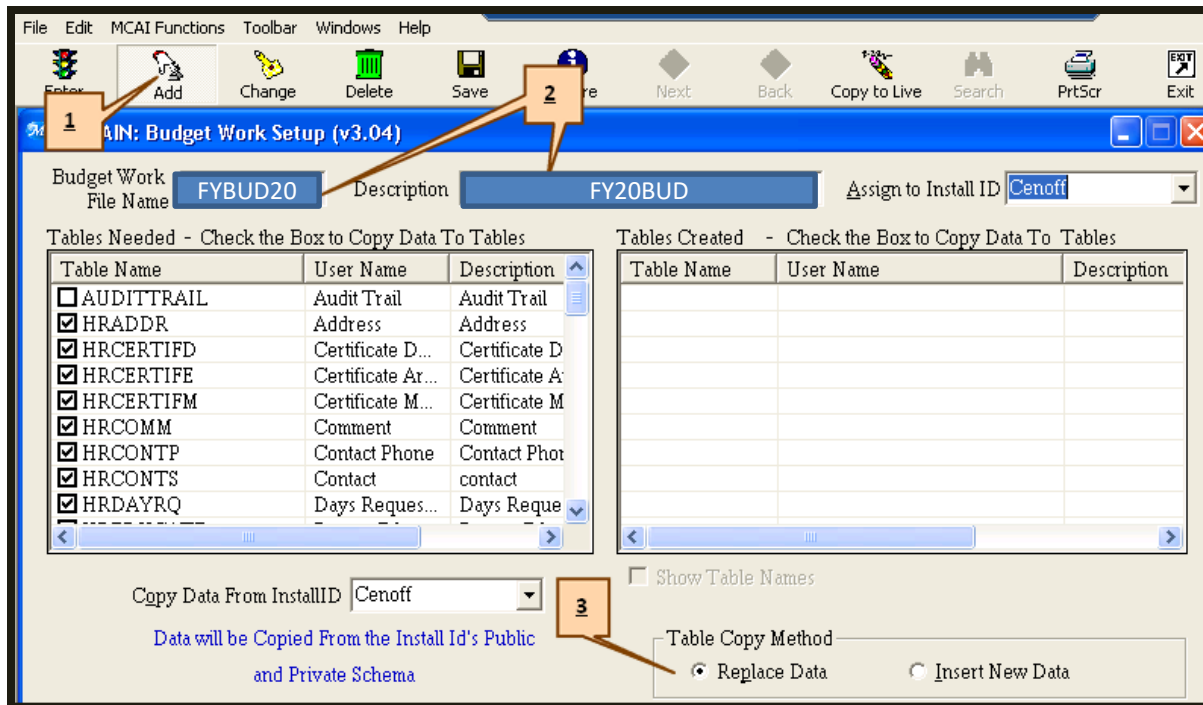 File Edit MCAI Functions Toolbar Windows Help
Enter Add Change Delete Save re Next Back Copy to Live Search PrtScr EXIT Exit
1 2
AIN: Budget Work Setup (v3.04)
Budget Work File Name FYBUD20 Description FY20BUD Assign to Install ID Cenoff
Tables Needed - Check the Box to Copy Data To Tables
Table Name User Name Description
AUDITTRAIL Audit Trail Audit Trail
HRADDR Address Address
HRCERTIFD Certificate D... Certificate D
HRCERTIFE Certificate Ar... Certificate A
HRCERTIFM Certificate M... Certificate M
HRCOMM Comment Comment
HRCONTP Contact Phone Contact Phon
HRCONTS Contact contact
HRDAYRQ Days Reques... Days Reque
Tables Created - Check the Box to Copy Data To Tables
Table Name User Name Description
Show Table Names
Copy Data From InstallID Cenoff
3
Data will be Copied From the Install Id's Public
and Private Schema
Table Copy Method
Replace Data Insert New Data